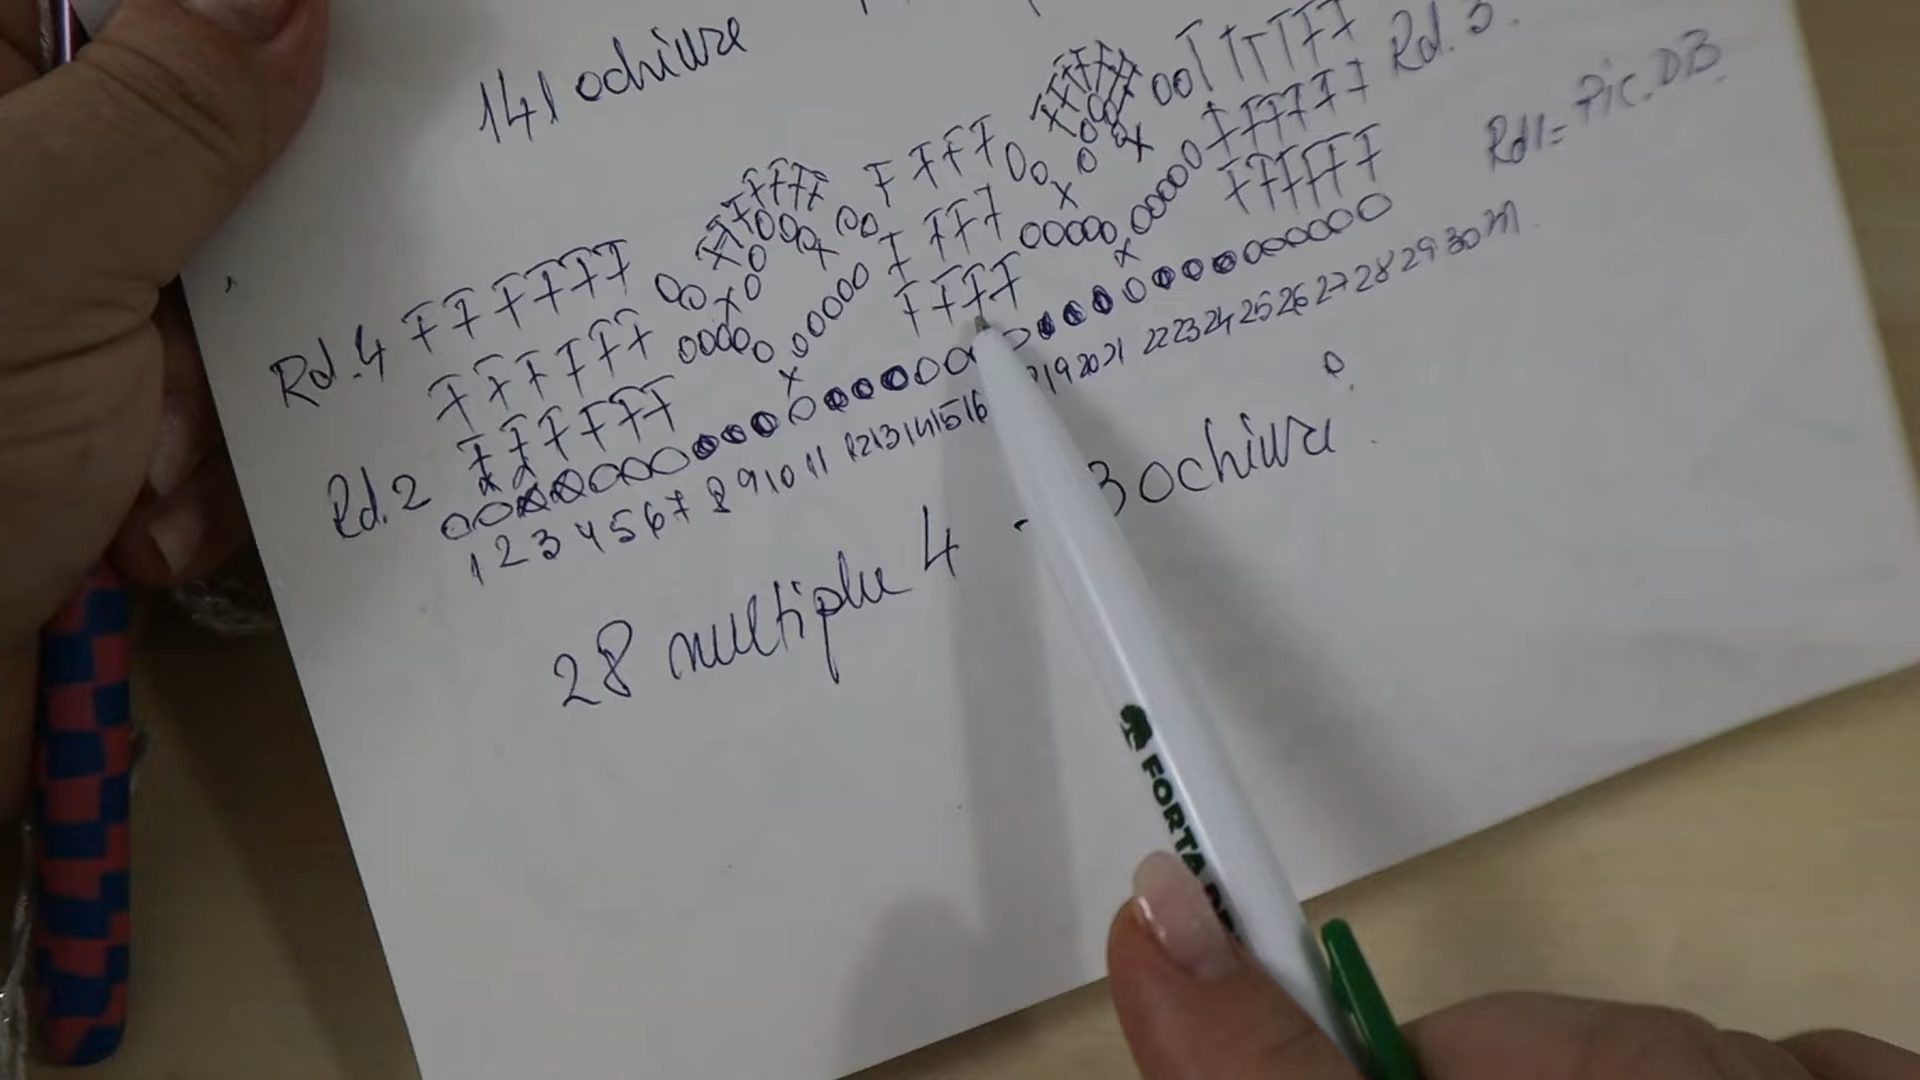 141 ochiure
Rd. 3.
Rd1= Pic. DB
Rd. 4
Rd. 2
1 2 3 4 5 6 7 8 9 10 11 12 13 14 15 16 19 20 21 22 23 24 25 26 27 28 29 30 M
28 multiplu 4
3 ochiuri.
FORTA